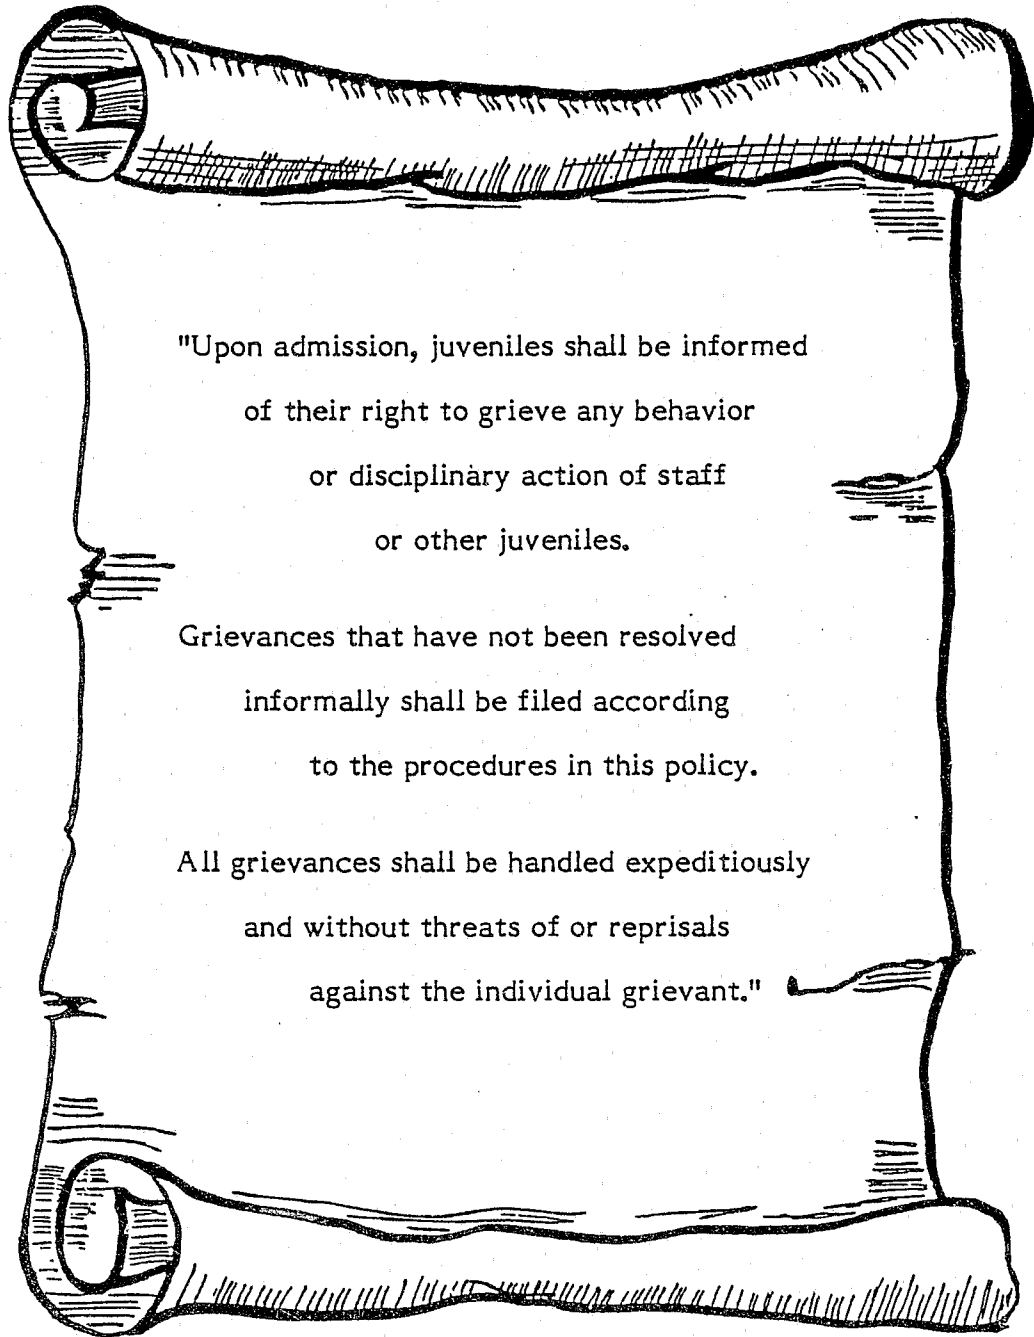 "Upon admission, juveniles shall be informed
of their right to grieve any behavior
or disciplinary action of staff
or other juveniles.
Grievances that have not been resolved
informally shall be filed according
to the procedures in this policy.
All grievances shall be handled expeditiously
and without threats of or reprisals
against the individual grievant."